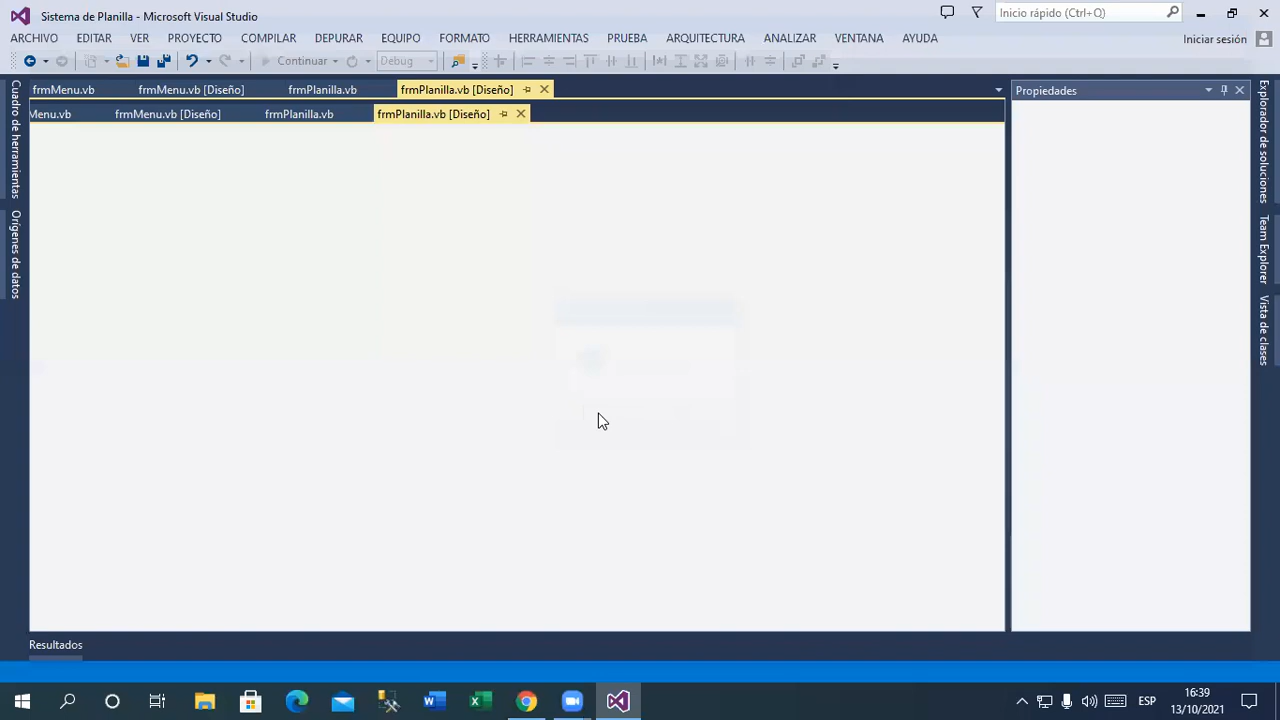 Sistema de Planilla - Microsoft Visual Studio
Inicio rápido (Ctrl+Q)
ARCHIVO EDITAR VER PROYECTO COMPILAR DEPURAR EQUIPO FORMATO HERRAMIENTAS PRUEBA ARQUITECTURA ANALIZAR VENTANA AYUDA
Iniciar sesión
Continuar Debug
frmMenu.vb frmMenu.vb [Diseño] frmPlanilla.vb frmPlanilla.vb [Diseño]
Menu.vb frmMenu.vb [Diseño] frmPlanilla.vb frmPlanilla.vb [Diseño]
Propiedades
Cuadro de herramientas
Orígenes de datos
Explorador de soluciones
Team Explorer
Vista de clases
Resultados
ESP
16:39
13/10/2021